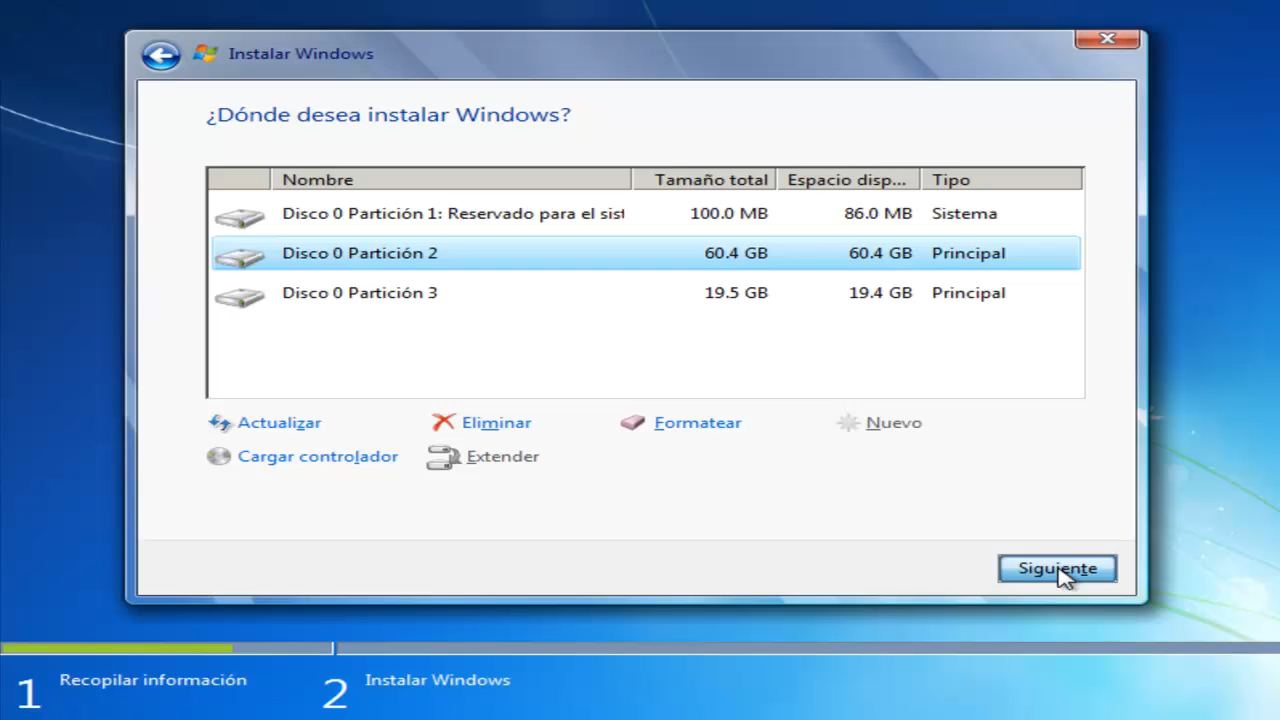 Instalar Windows
¿Dónde desea instalar Windows?
Nombre Tamaño total Espacio disp... Tipo
Disco 0 Partición 1: Reservado para el sist 100.0 MB 86.0 MB Sistema
Disco 0 Partición 2 60.4 GB 60.4 GB Principal
Disco 0 Partición 3 19.5 GB 19.4 GB Principal
Actualizar Eliminar Formatear Nuevo
Cargar controlador Extender
Siguiente
1 Recopilar información 2 Instalar Windows